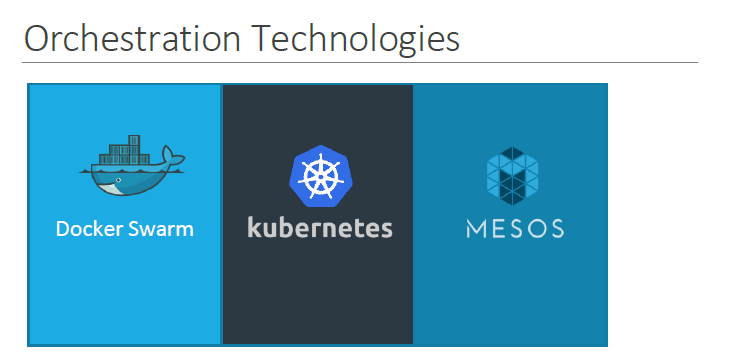 Orchestration Technologies
Docker Swarm
kubernetes
MESOS